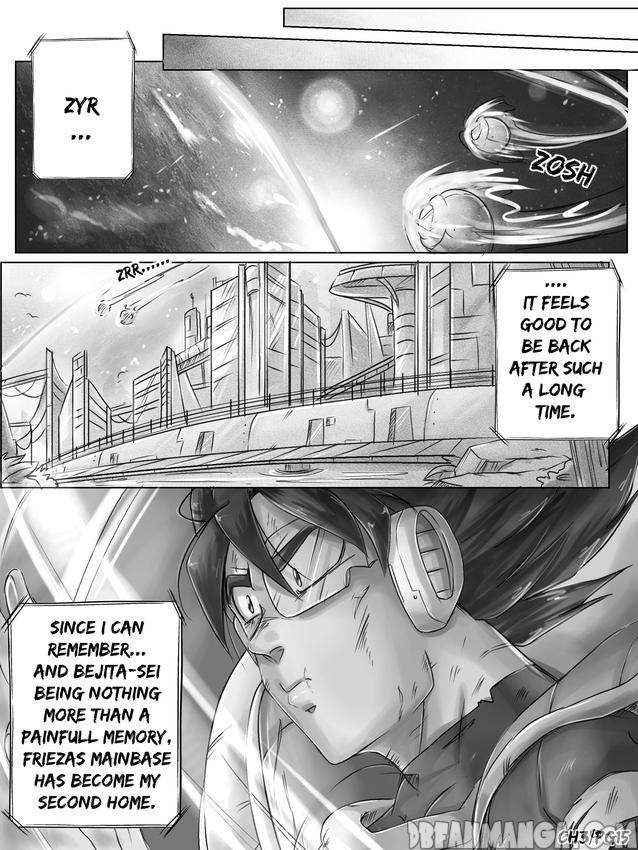 ZYR
...
ZOSH
ZRR......
....
IT FEELS
GOOD TO
BE BACK
AFTER SUCH
A LONG
TIME.
SINCE I CAN
REMEMBER...
AND BEJITA-SEI
BEING NOTHING
MORE THAN A
PAINFULL MEMORY,
FRIEZAS MAINBASE
HAS BECOME MY
SECOND HOME.